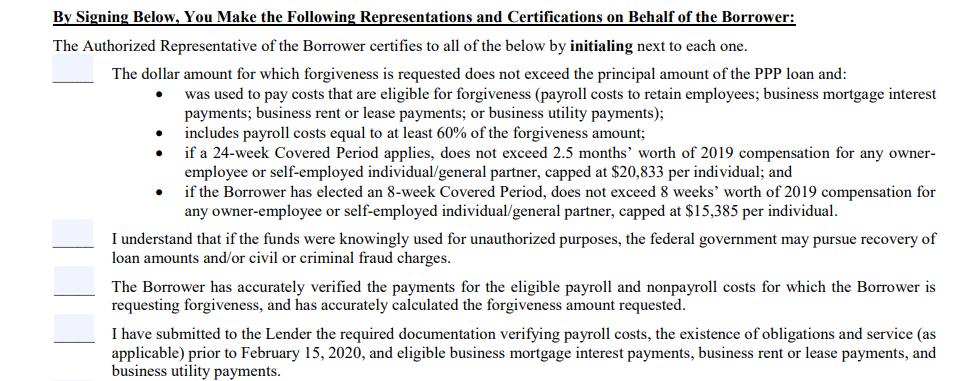 By Signing Below, You Make the Following Representations and Certifications on Behalf of the Borrower:
The Authorized Representative of the Borrower certifies to all of the below by initialing next to each one.
The dollar amount for which forgiveness is requested does not exceed the principal amount of the PPP loan and:
• was used to pay costs that are eligible for forgiveness (payroll costs to retain employees; business mortgage interest
payments; business rent or lease payments; or business utility payments);
• includes payroll costs equal to at least 60% of the forgiveness amount;
• if a 24-week Covered Period applies, does not exceed 2.5 months’ worth of 2019 compensation for any owner-
employee or self-employed individual/general partner, capped at $20,833 per individual; and
• if the Borrower has elected an 8-week Covered Period, does not exceed 8 weeks’ worth of 2019 compensation for
any owner-employee or self-employed individual/general partner, capped at $15,385 per individual.
I understand that if the funds were knowingly used for unauthorized purposes, the federal government may pursue recovery of
loan amounts and/or civil or criminal fraud charges.
The Borrower has accurately verified the payments for the eligible payroll and nonpayroll costs for which the Borrower is
requesting forgiveness, and has accurately calculated the forgiveness amount requested.
I have submitted to the Lender the required documentation verifying payroll costs, the existence of obligations and service (as
applicable) prior to February 15, 2020, and eligible business mortgage interest payments, business rent or lease payments, and
business utility payments.